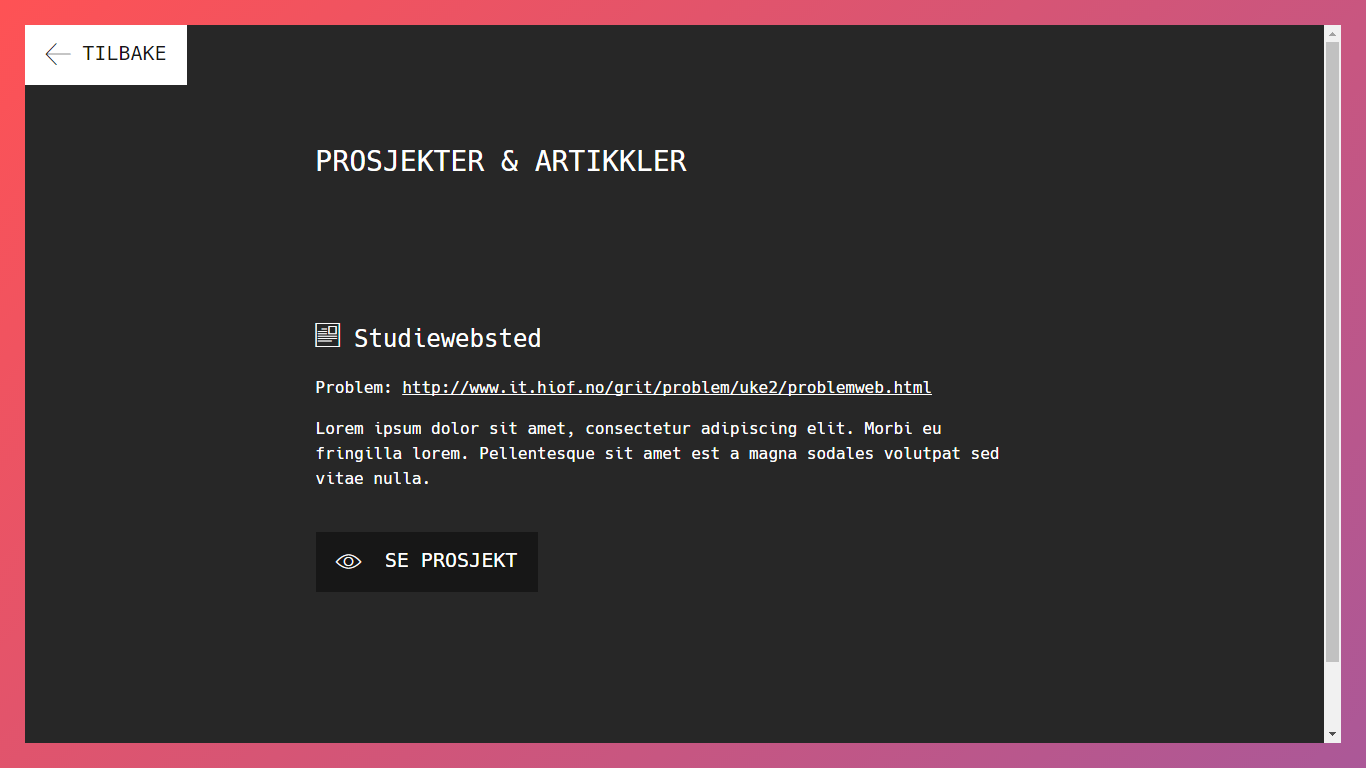 TILBAKE
PROSJEKTER & ARTIKKLER
Studiewebsted
Problem: http://www.it.hiof.no/grit/problem/uke2/problemweb.html
Lorem ipsum dolor sit amet, consectetur adipiscing elit. Morbi eu
fringilla lorem. Pellentesque sit amet est a magna sodales volutpat sed
vitae nulla.
SE PROSJEKT